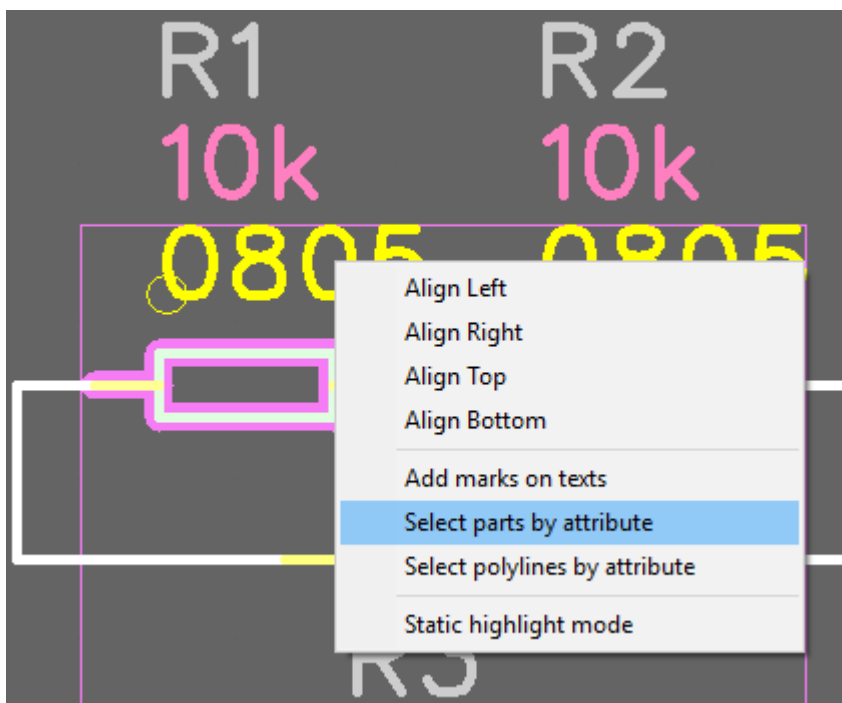 R1 R2
10k 10k
0805 0805
Align Left
Align Right
Align Top
Align Bottom
Add marks on texts
Select parts by attribute
Select polylines by attribute
Static highlight mode
R3